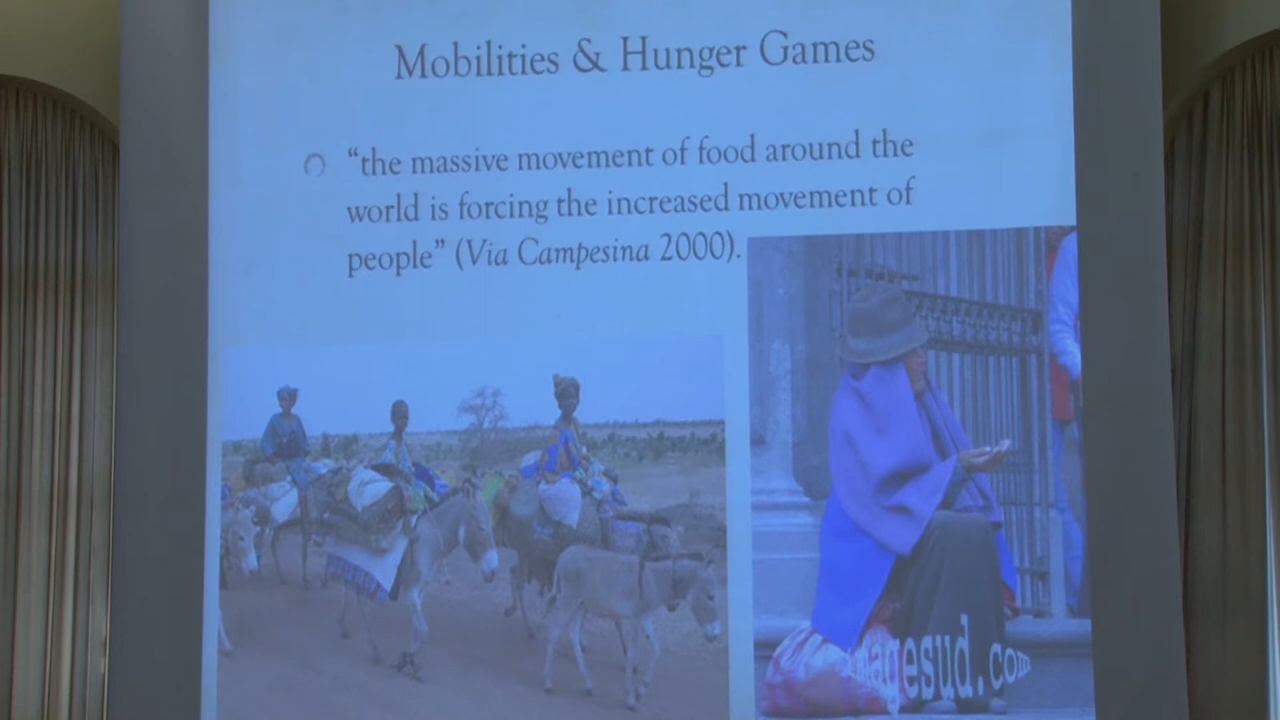 Mobilities & Hunger Games
“the massive movement of food around the
world is forcing the increased movement of
people” (Via Campesina 2000).
imagesud.com